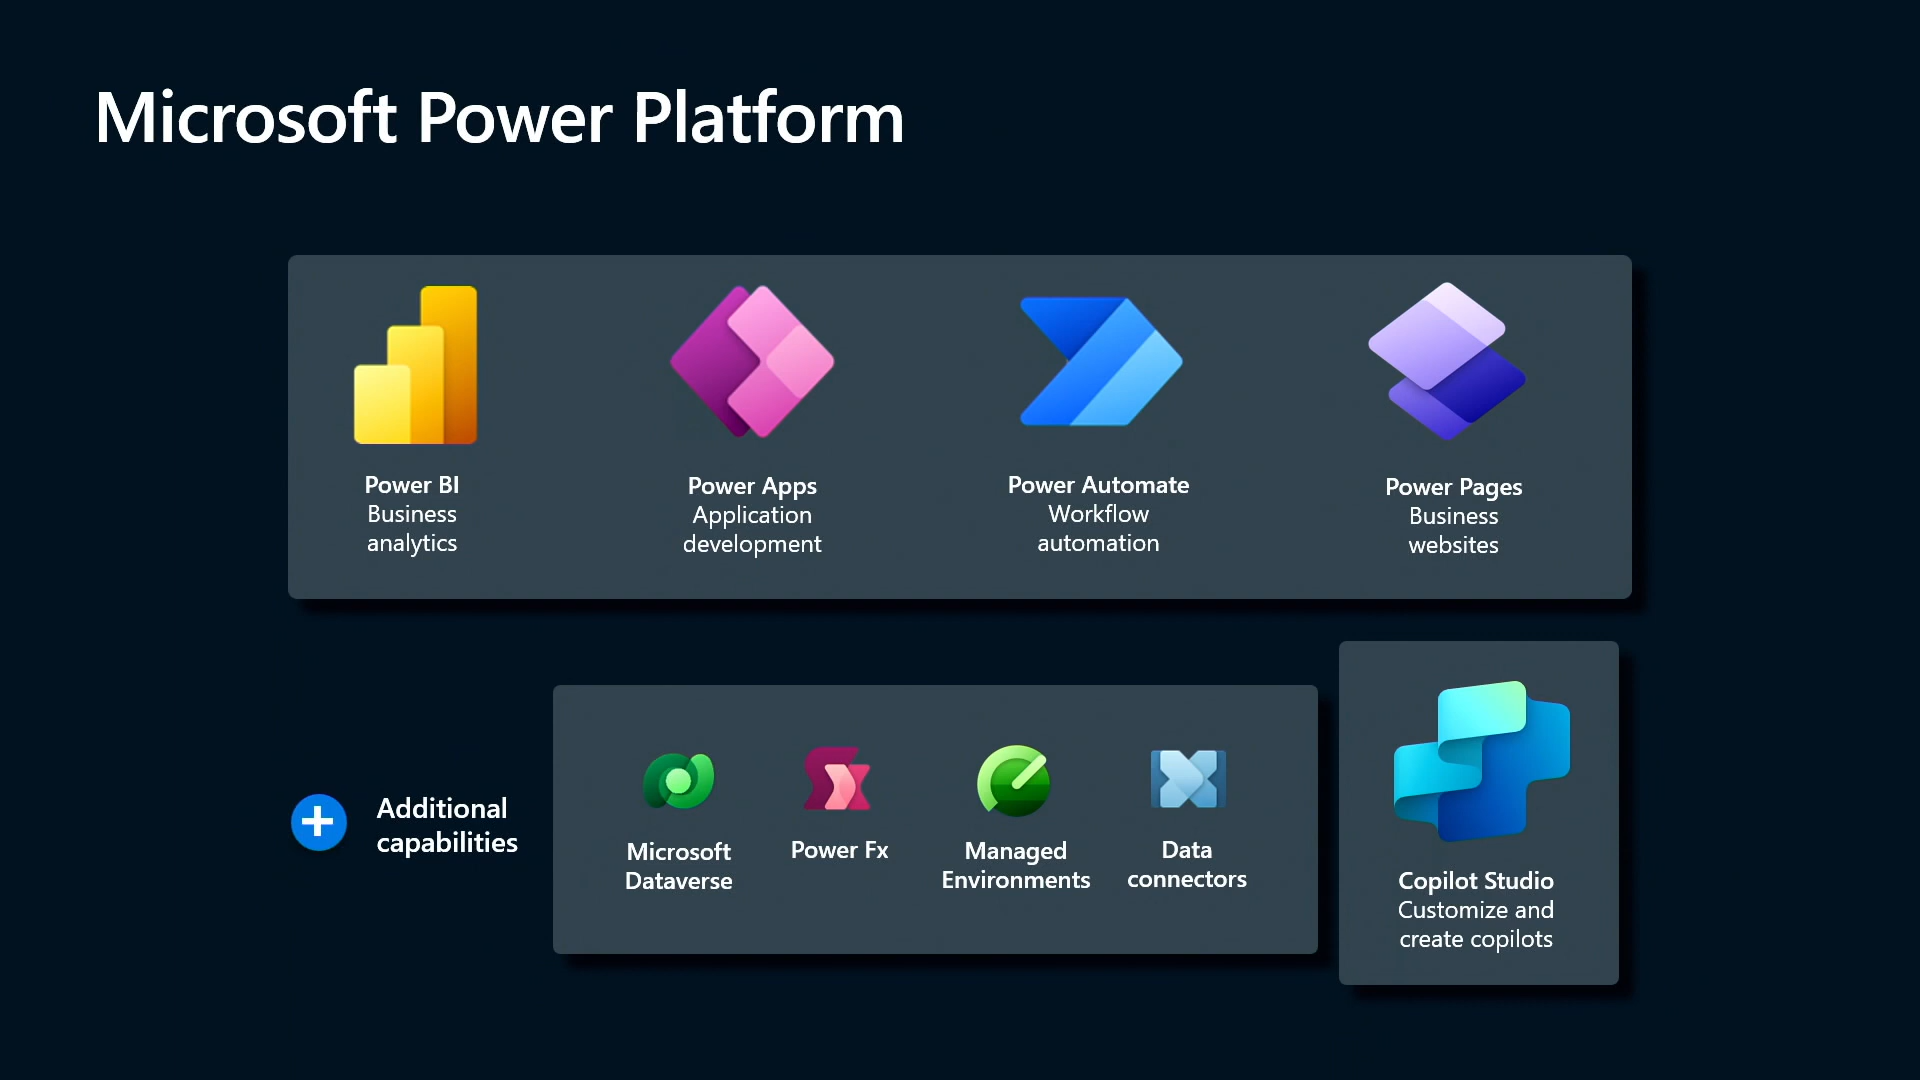 Microsoft Power Platform
Power BI
Business
analytics
Power Apps
Application
development
Power Automate
Workflow
automation
Power Pages
Business
websites
Additional
capabilities
Microsoft
Dataverse
Power Fx
Managed
Environments
Data
connectors
Copilot Studio
Customize and
create copilots